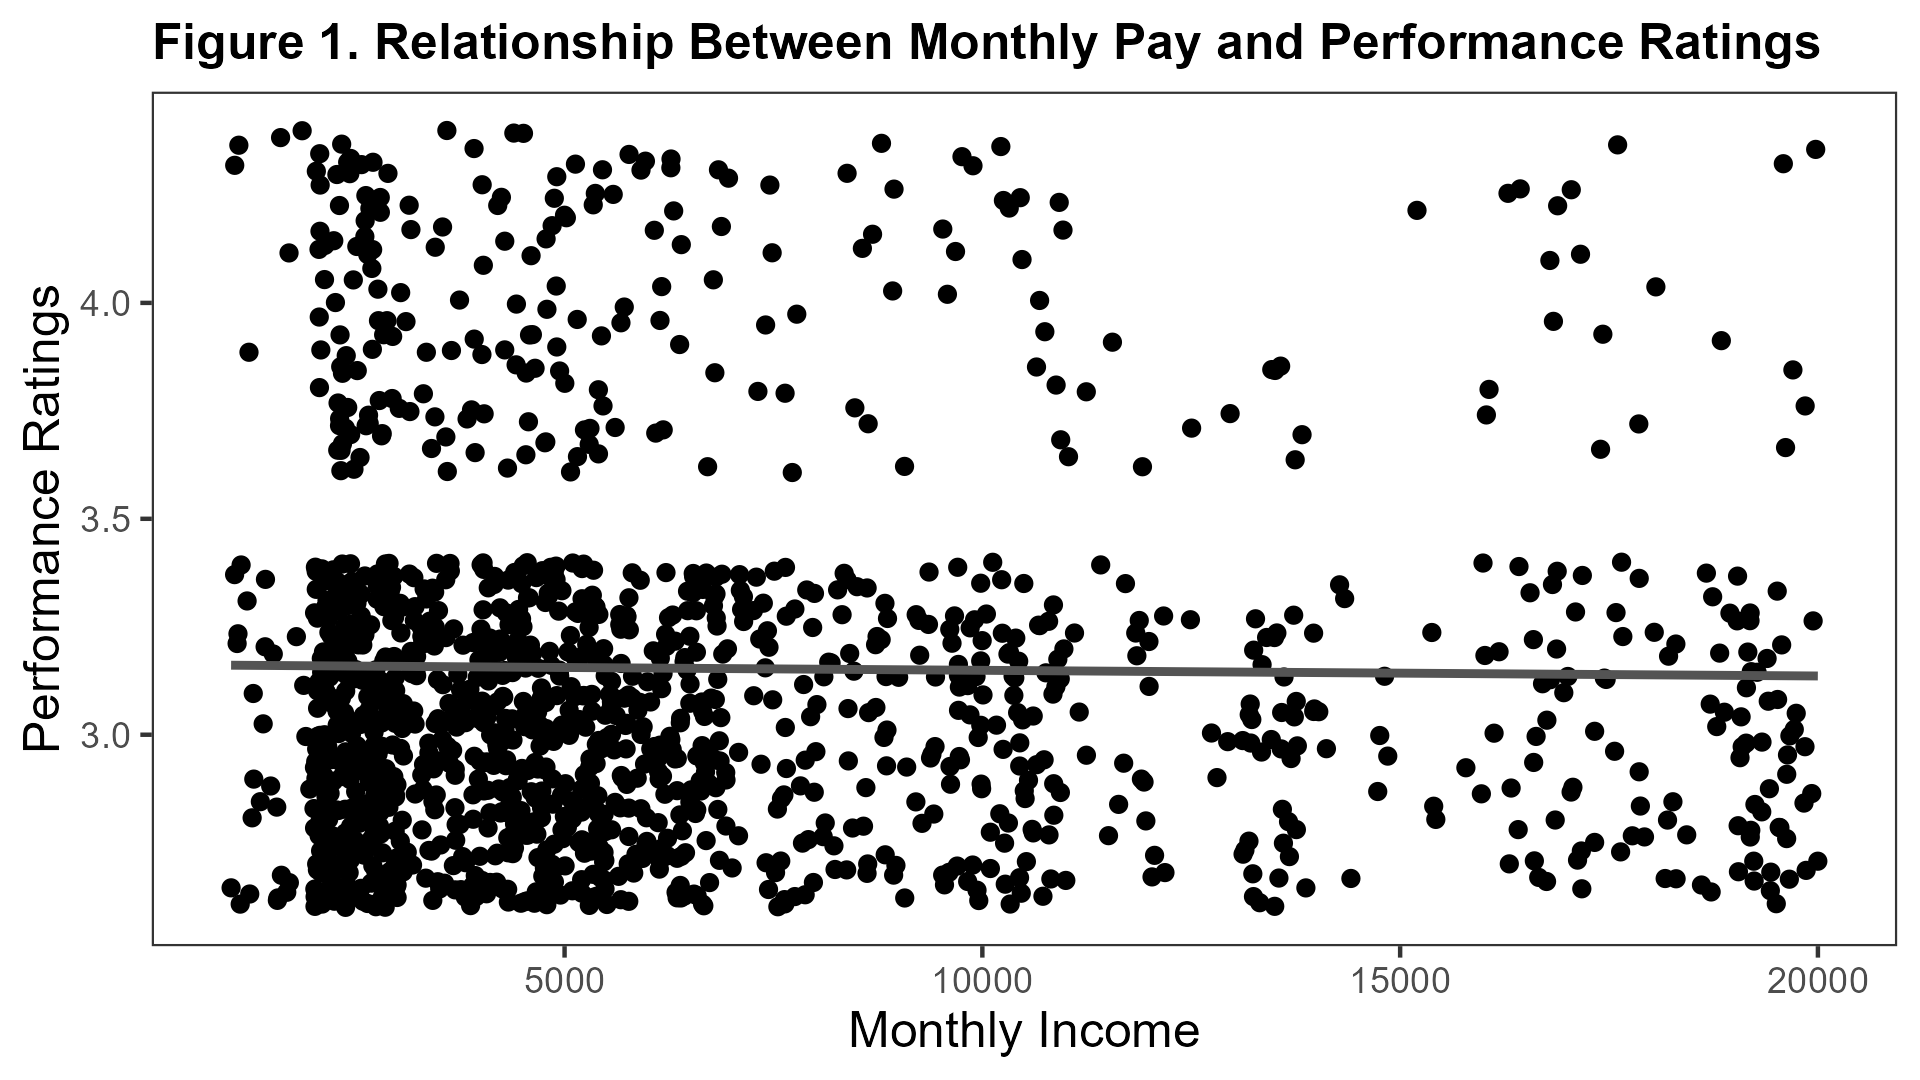 Figure 1. Relationship Between Monthly Pay and Performance Ratings
Performance Ratings
4.0
3.5
3.0
5000
10000
15000
20000
Monthly Income